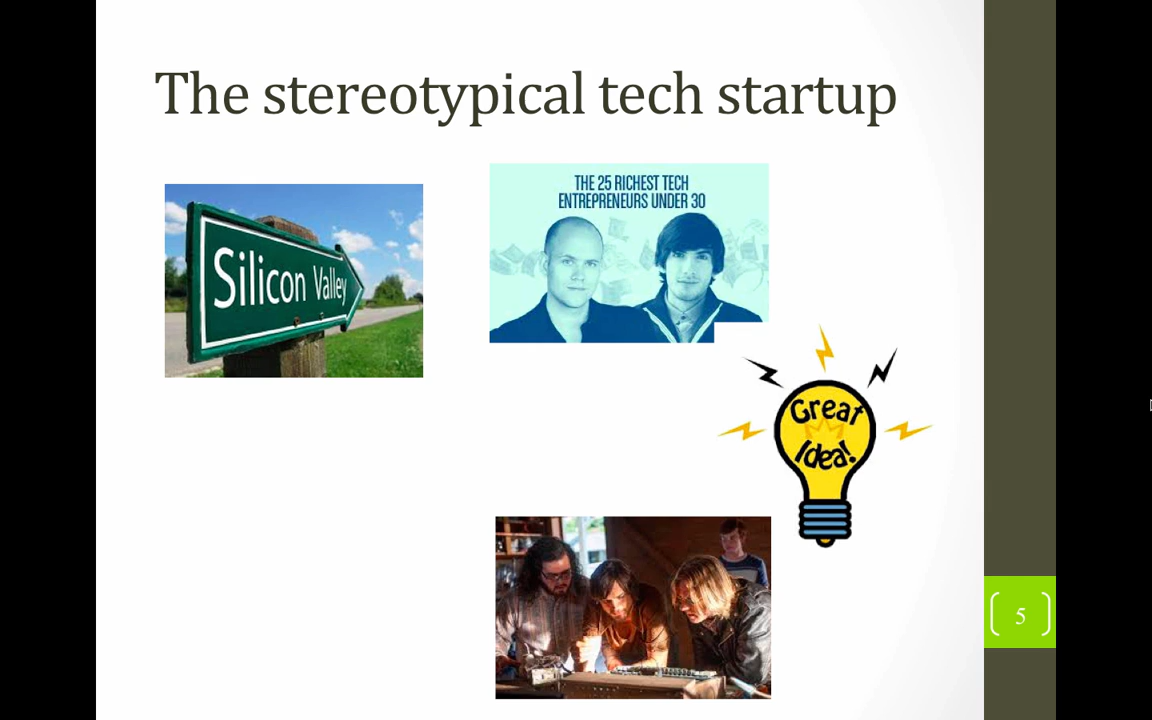 The stereotypical tech startup
Silicon Valley
THE 25 RICHEST TECH
ENTREPRENEURS UNDER 30
Great
Idea!
5